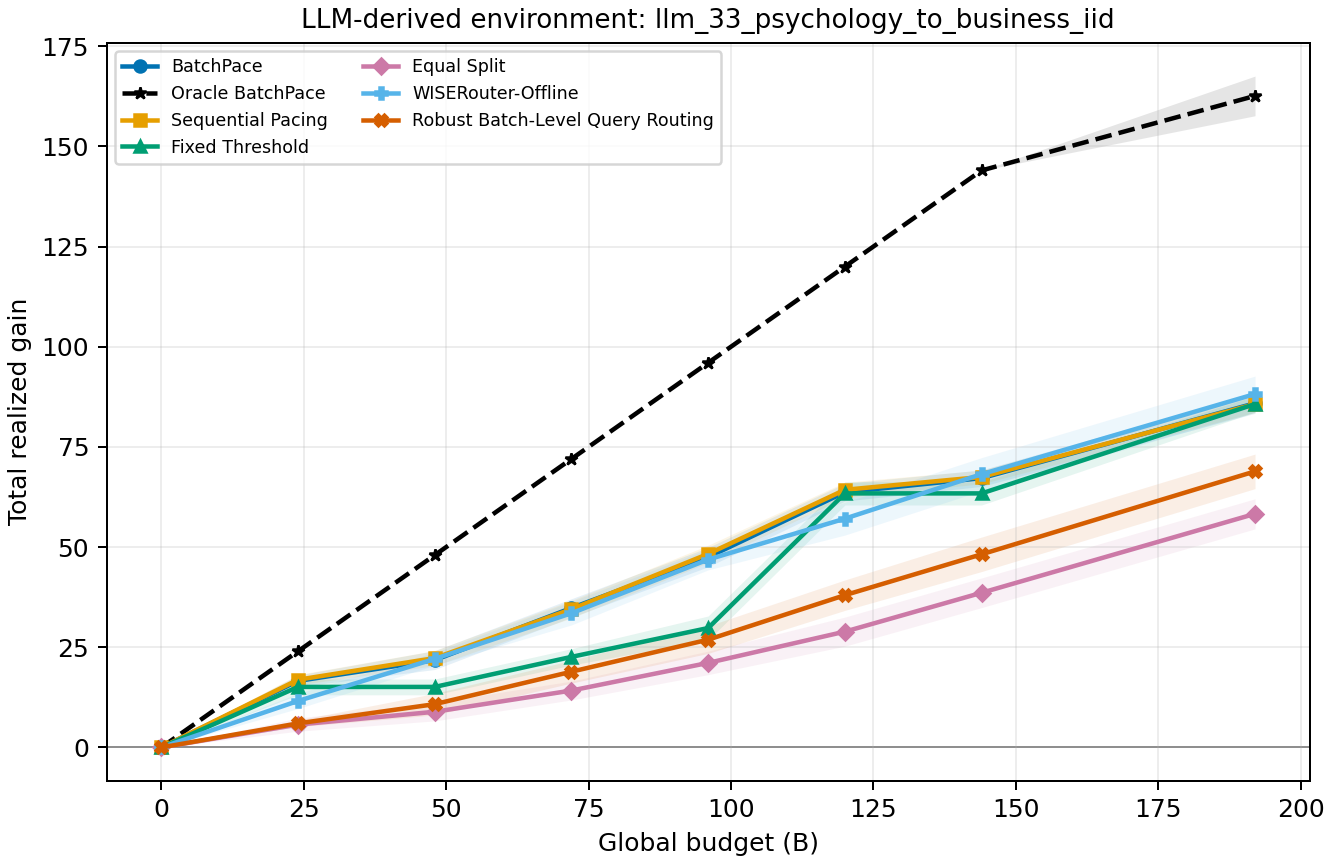 LLM-derived environment: llm_33_psychology_to_business_iid
BatchPace
Oracle BatchPace
Sequential Pacing
Fixed Threshold
Equal Split
WISERouter-Offline
Robust Batch-Level Query Routing
Total realized gain
175
150
125
100
75
50
25
0
0 25 50 75 100 125 150 175 200
Global budget (B)